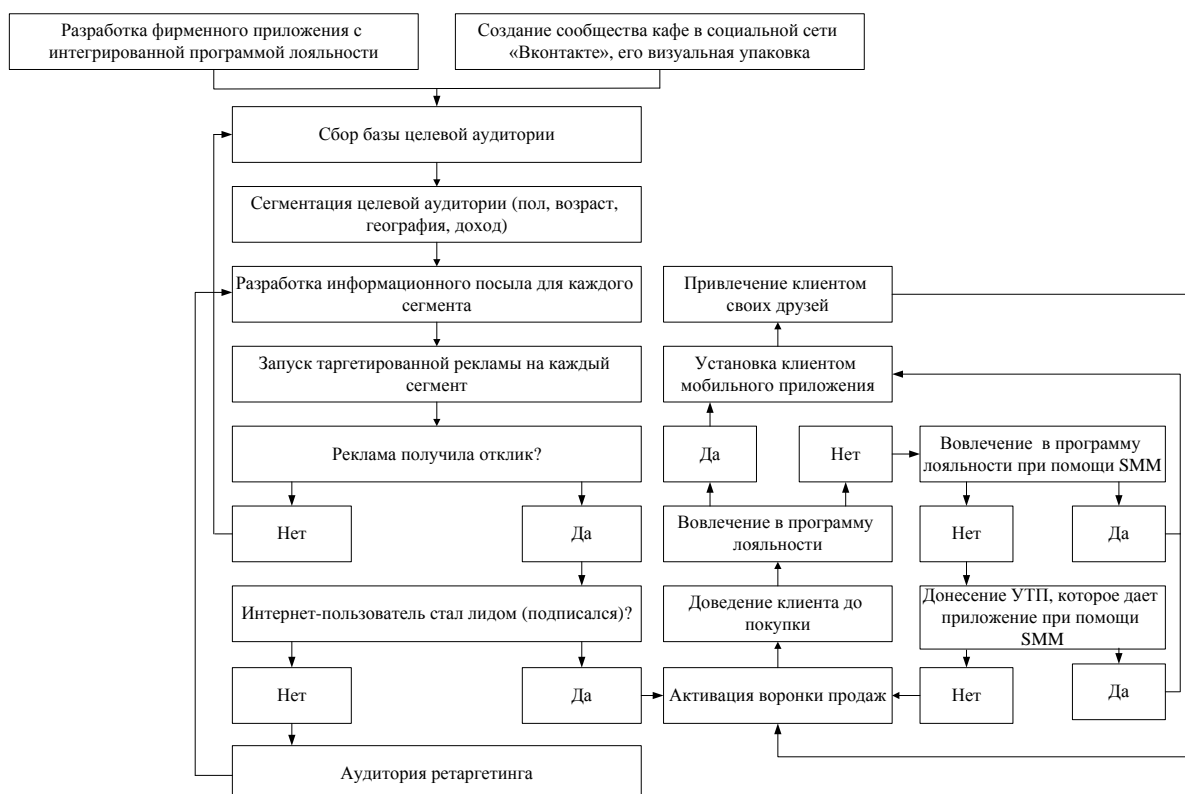 Разработка фирменного приложения с
интегрированной программой лояльности
Создание сообщества кафе в социальной сети
«Вконтакте», его визуальная упаковка
Сбор базы целевой аудитории
Сегментация целевой аудитории (пол, возраст,
география, доход)
Разработка информационного посыла для каждого
сегмента
Привлечение клиентом
своих друзей
Запуск таргетированной рекламы на каждый
сегмент
Установка клиентом
мобильного приложения
Реклама получила отклик?
Да
Нет
Вовлечение в программу
лояльности при помощи SMM
Нет
Да
Вовлечение в программу
лояльности
Нет
Да
Интернет-пользователь стал лидом (подписался)?
Доведение клиента до
покупки
Донесение УТП, которое дает
приложение при помощи
SMM
Нет
Да
Активация воронки продаж
Нет
Да
Аудитория ретаргетинга